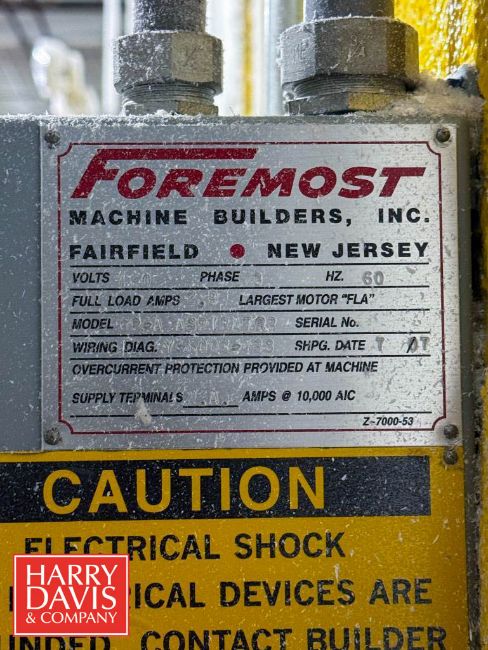 FOREMOST
MACHINE BUILDERS, INC.
FAIRFIELD • NEW JERSEY
VOLTS PHASE HZ. 60
FULL LOAD AMPS LARGEST MOTOR "FLA"
MODEL SERIAL No.
WIRING DIAG. SHPG. DATE
OVERCURRENT PROTECTION PROVIDED AT MACHINE
SUPPLY TERMINALS AMPS @ 10,000 AIC
Z-7000-53
CAUTION
ELECTRICAL SHOCK
DEVICES ARE
CONTACT BUILDER
HARRY
DAVIS
& COMPANY